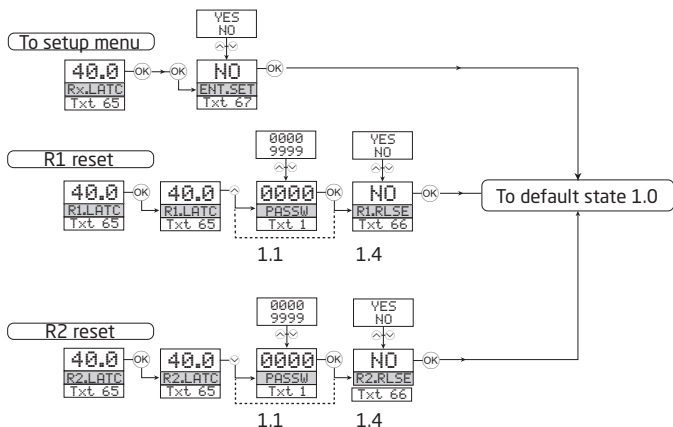 YES
NO
To setup menu
40.0 OK OK NO OK
Rx.LATC ENT.SET
Txt 65 Txt 67
0000 YES
9999 NO
R1 reset
40.0 OK 40.0 0000 OK NO OK To default state 1.0
R1.LATC R1.LATC PASSW R1.RLSE
Txt 65 Txt 65 Txt 1 Txt 66
1.1 1.4
0000 YES
9999 NO
R2 reset
40.0 OK 40.0 0000 OK NO OK
R2.LATC R2.LATC PASSW R2.RLSE
Txt 65 Txt 65 Txt 1 Txt 66
1.1 1.4